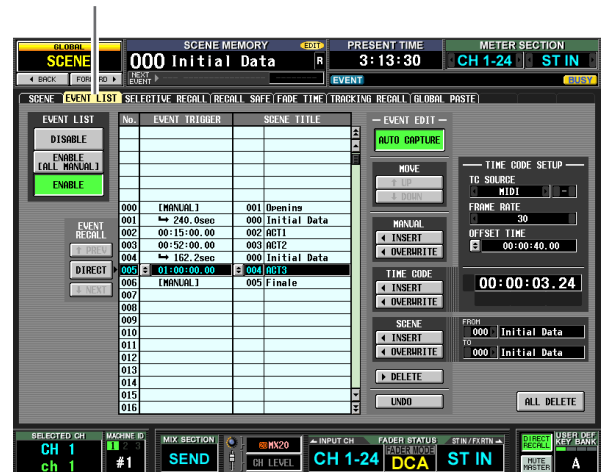 GLOBAL
SCENE
◀ BACK FORWARD ▶
SCENE MEMORY EDIT
000 Initial Data R
NEXT EVENT ▶
PRESENT TIME
3:13:30
EVENT
METER SECTION
CH 1-24 ST IN
BUSY
SCENE EVENT LIST SELECTIVE RECALL RECALL SAFE FADE TIME TRACKING RECALL GLOBAL PASTE
EVENT LIST
DISABLE
ENABLE [ALL MANUAL]
ENABLE
EVENT RECALL
↑ PREV
DIRECT
↓ NEXT
No. EVENT TRIGGER SCENE TITLE
000 [MANUAL] 001 Opening
001 ↪ 240.0sec 000 Initial Data
002 00:15:00.00 002 ACT1
003 00:52:00.00 003 ACT2
004 ↪ 162.2sec 000 Initial Data
005 01:00:00.00 004 ACT3
006 [MANUAL] 005 Finale
007
008
009
010
011
012
013
014
015
016
EVENT EDIT
AUTO CAPTURE
MOVE
↑ UP
↓ DOWN
MANUAL
◀ INSERT
◀ OVERWRITE
TIME CODE
◀ INSERT
◀ OVERWRITE
SCENE
◀ INSERT
◀ OVERWRITE
▶ DELETE
UNDO
TIME CODE SETUP
TC SOURCE
MIDI -
FRAME RATE
30
OFFSET TIME
00:00:40.00
00:00:03.24
FROM
000 Initial Data
TO
000 Initial Data
ALL DELETE
SELECTED CH
CH 1
ch 1
MACHINE ID
1 2 3
#1
MIX SECTION
SEND
MX20
CH LEVEL
INPUT CH FADER STATUS STIN/FXRTN
CH 1-24
FADER MODE
DCA
ST IN
DIRECT RECALL
MUTE MASTER
USER DEF KEY BANK
A